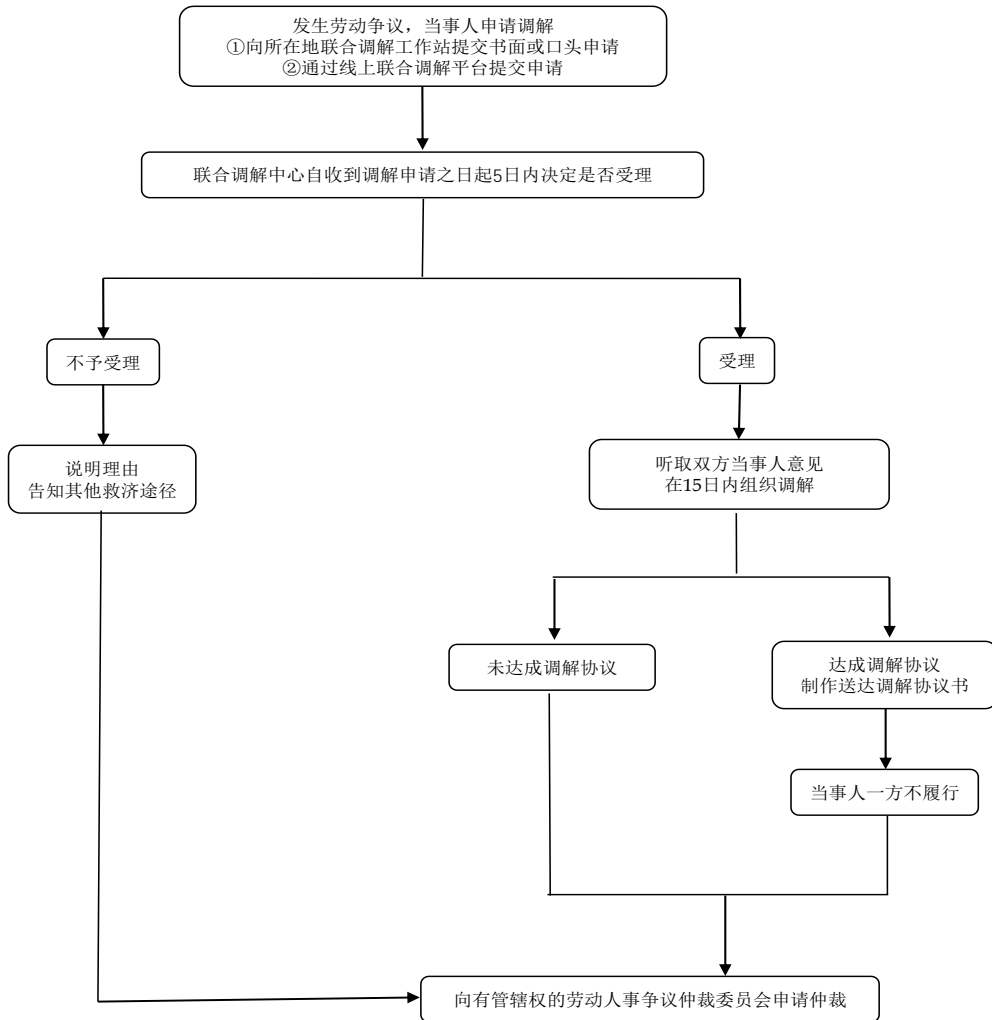 发生劳动争议，当事人申请调解
①向所在地联合调解工作站提交书面或口头申请
②通过线上联合调解平台提交申请
联合调解中心自收到调解申请之日起5日内决定是否受理
不予受理
受理
说明理由
告知其他救济途径
听取双方当事人意见
在15日内组织调解
未达成调解协议
达成调解协议
制作送达调解协议书
当事人一方不履行
向有管辖权的劳动人事争议仲裁委员会申请仲裁